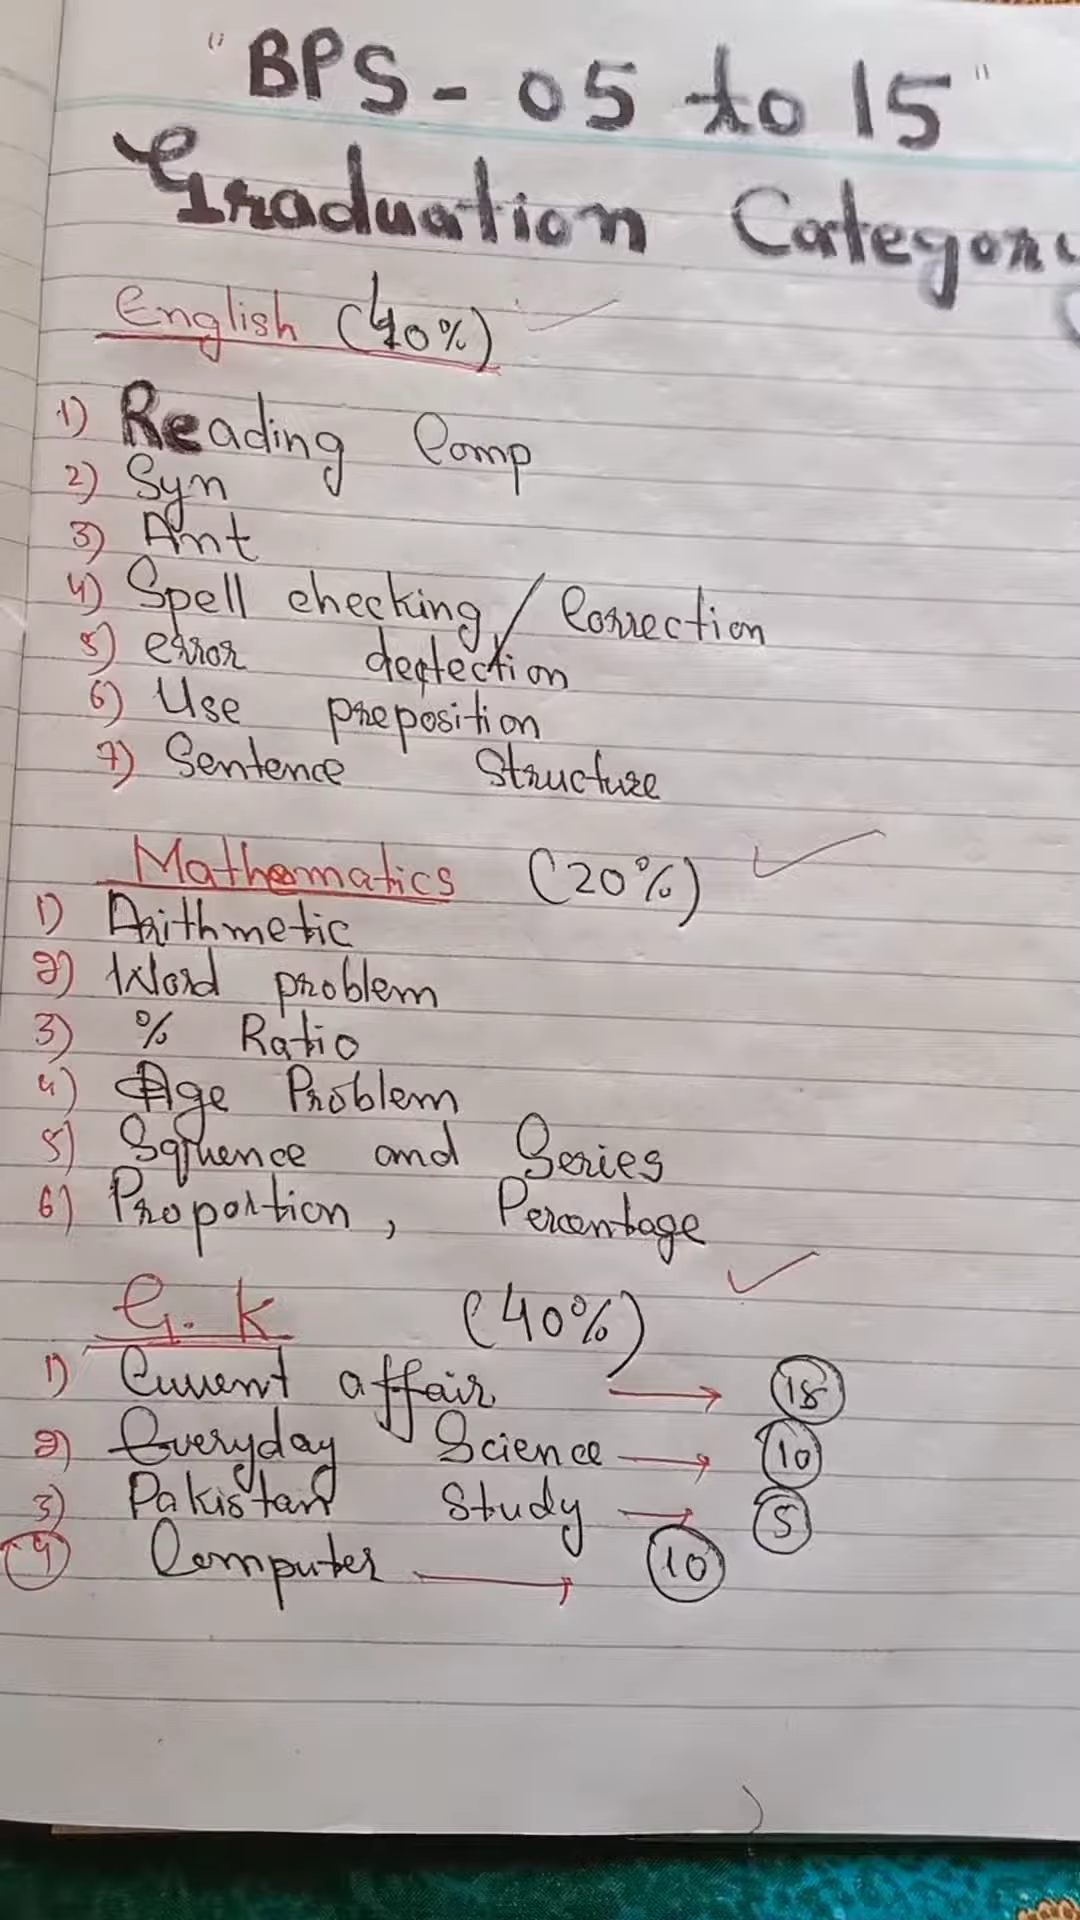 "BPS - 05 to 15"
Graduation Category
English (40%)
1) Reading Comp
2) Syn
3) Ant
4) Spell checking / Correction
5) error detection
6) Use preposition
7) Sentence Structure
Mathematics (20%)
1) Arithmetic
2) Word problem
3) % Ratio
4) Age Problem
5) Sqquence and Series
6) Proportion, Percentage
G.K (40%)
1) Current affair → 18
2) Everyday Science → 10
3) Pakistan Study → 5
4) Computer → 10